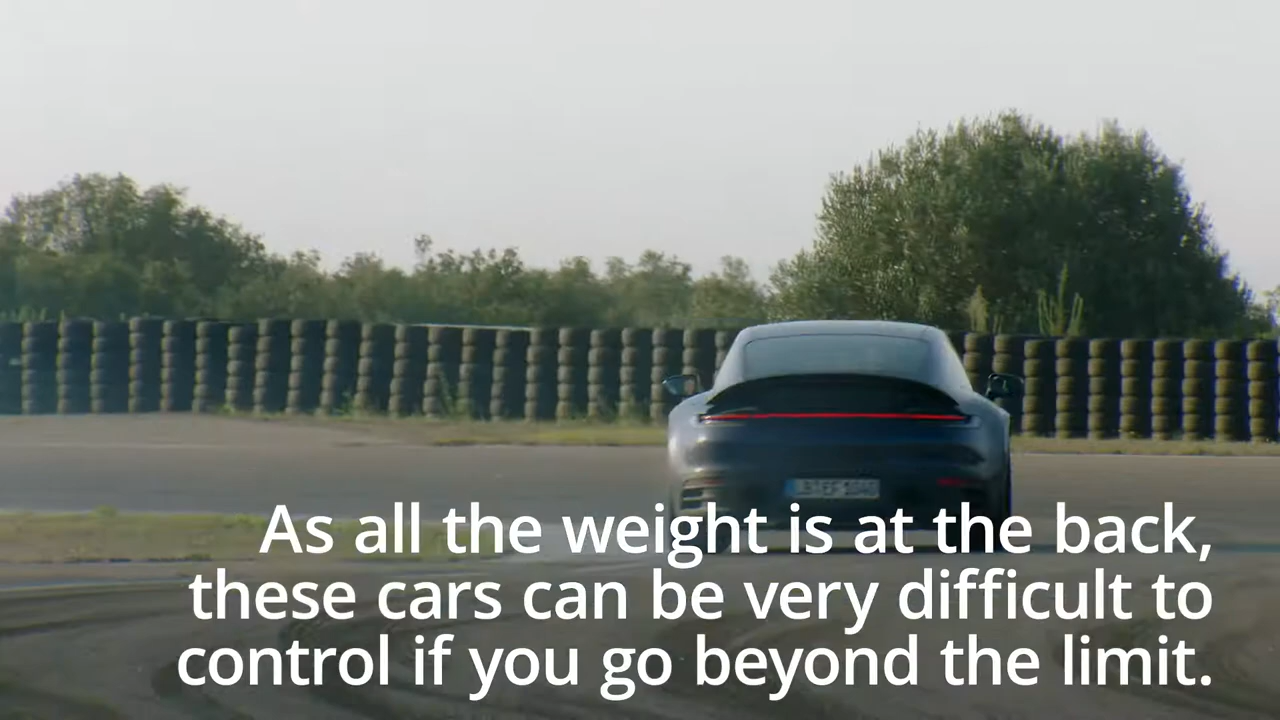 As all the weight is at the back,
these cars can be very difficult to
control if you go beyond the limit.